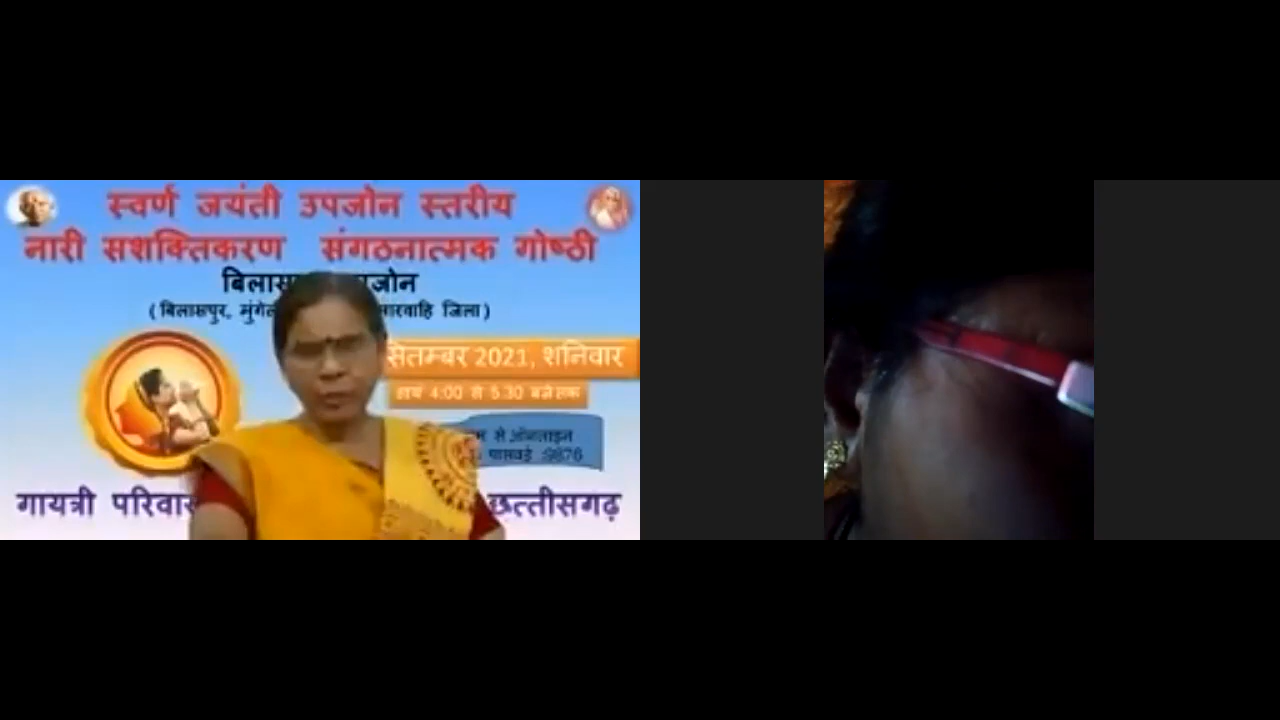 स्वर्ण जयंती उपजोन स्तरीय
नारी सशक्तिकरण संगठनात्मक गोष्ठी
जोन
(बिलासपुर, जिला)
सितम्बर 2021, शनिवार
4:00 से 5.30 बजे तक
से ऑनलाइन
पासवर्ड :9876
गायत्री परिवार छत्तीसगढ़